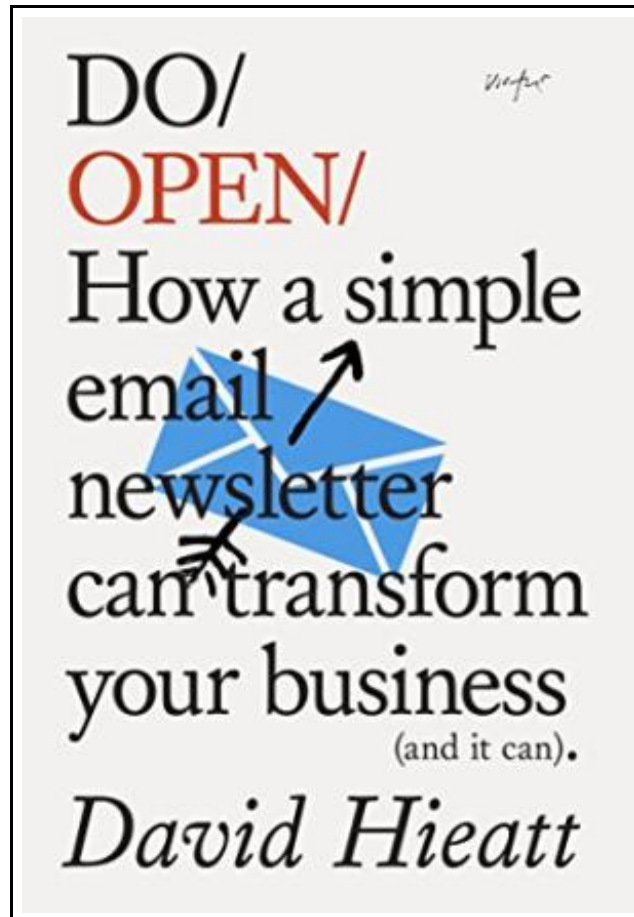 DO/
OPEN/
How a simple
email
newsletter
can transform
your business
(and it can).
David Hieatt